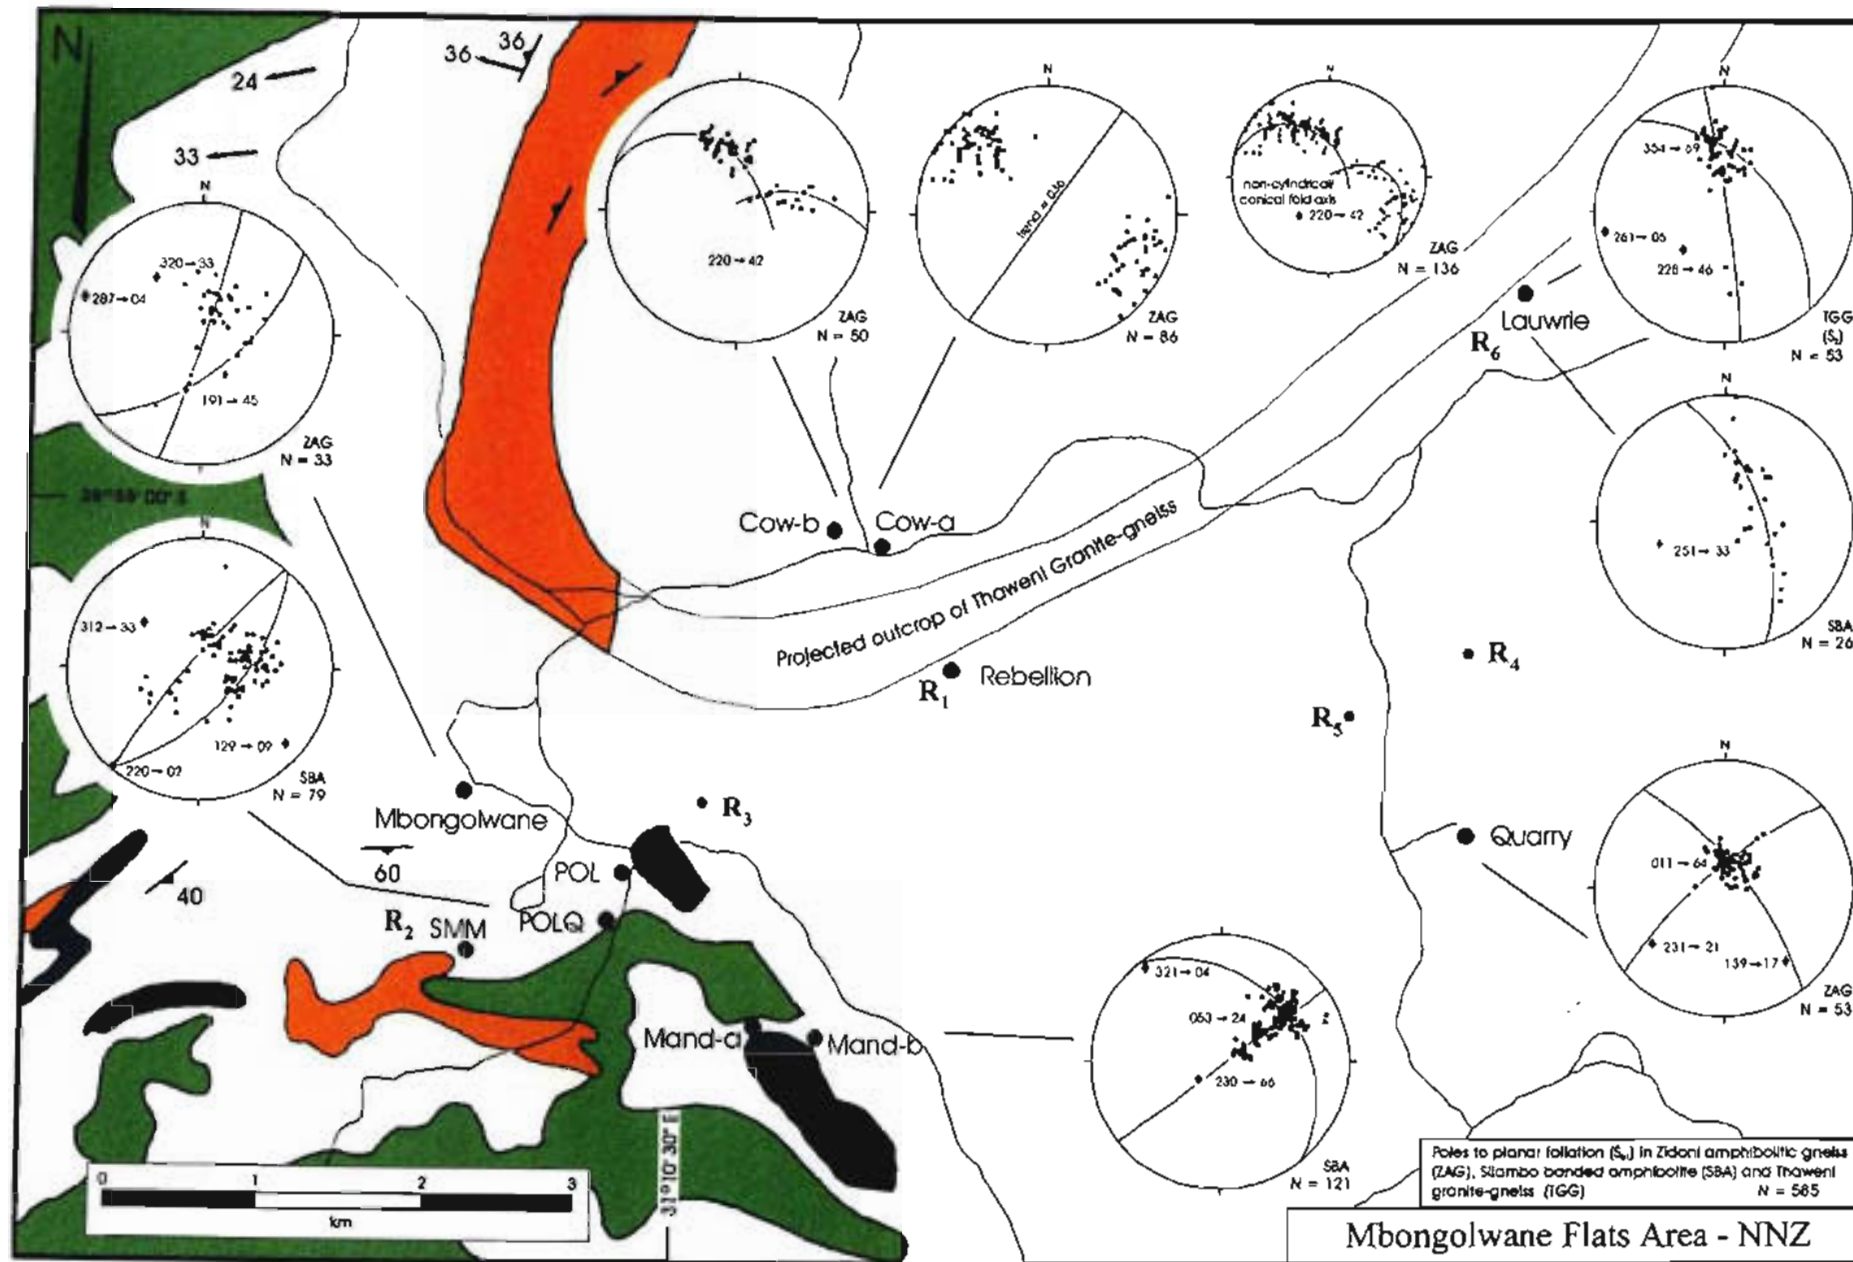 N
24
33
36
36
N
320→33
287→04
191→45
ZAG
N = 33
N
312→33
129→09
220→02
SBA
N = 79
220→42
ZAG
N = 50
N
trend = 036
ZAG
N = 86
N
non-cylindrical/
conical fold axis
220→42
ZAG
N = 136
N
354→69
261→05
228→46
TGG
N = 53
Lauwrie
R6
N
251→33
SBA
N = 26
Cow-b
Cow-a
Projected outcrop of Thaweni Granite-gneiss
R1
Rebellion
R4
R5
Mbongolwane
R3
60
40
POL
POLQ
R2
SMM
Quarry
N
011→64
231→21
139→17
ZAG
N = 53
321→04
053→24
230→66
SBA
N = 121
Mand-a
Mand-b
31°10'30" E
0 1 2 3
km
Poles to planar foliation in Zidoni amphibolitic gneiss
(ZAG), Sliambo banded amphibolite (SBA) and Thaweni
granite-gneiss (TGG) N = 585
Mbongolwane Flats Area - NNZ